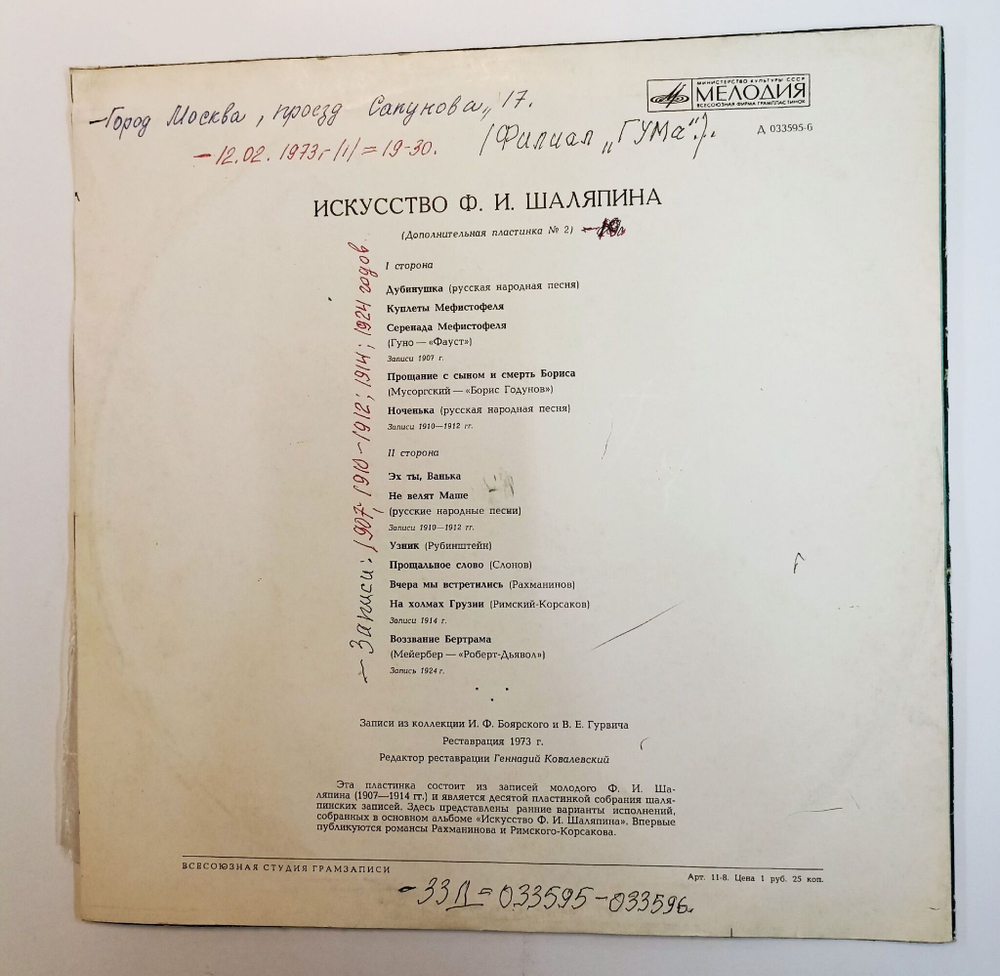 МИНИСТЕРСТВО КУЛЬТУРЫ СССР
МЕЛОДИЯ
ВСЕСОЮЗНАЯ ФИРМА ГРАМПЛАСТИНОК
Д 033595-6
–Город Москва, проезд Сапунова,, 17.
(Филиал „ГУМа“).
–12.02.1973г /1/ = 19-30.
ИСКУССТВО Ф. И. ШАЛЯПИНА
(Дополнительная пластинка № 2)
– Записи: 1907; 1910–1912; 1914; 1924 годов.
I сторона
Дубинушка (русская народная песня)
Куплеты Мефистофеля
Серенада Мефистофеля
(Гуно — «Фауст»)
Записи 1907 г.
Прощание с сыном и смерть Бориса
(Мусоргский — «Борис Годунов»)
Ноченька (русская народная песня)
Записи 1910—1912 гг.
II сторона
Эх ты, Ванька
Не велят Маше
(русские народные песни)
Записи 1910—1912 гг.
Узник (Рубинштейн)
Прощальное слово (Слонов)
Вчера мы встретились (Рахманинов)
На холмах Грузии (Римский-Корсаков)
Записи 1914 г.
Воззвание Бертрама
(Мейербер — «Роберт-Дьявол»)
Запись 1924 г.
Записи из коллекции И. Ф. Боярского и В. Е. Гурвича
Реставрация 1973 г.
Редактор реставрации Геннадий Ковалевский
Эта пластинка состоит из записей молодого Ф. И. Ша-
ляпина (1907—1914 гг.) и является десятой пластинкой собрания шаля-
пинских записей. Здесь представлены ранние варианты исполнений,
собранных в основном альбоме «Искусство Ф. И. Шаляпина». Впервые
публикуются романсы Рахманинова и Римского-Корсакова.
ВСЕСОЮЗНАЯ СТУДИЯ ГРАМЗАПИСИ
Арт. 11-8. Цена 1 руб. 25 коп.
–33Д=033595–033596.